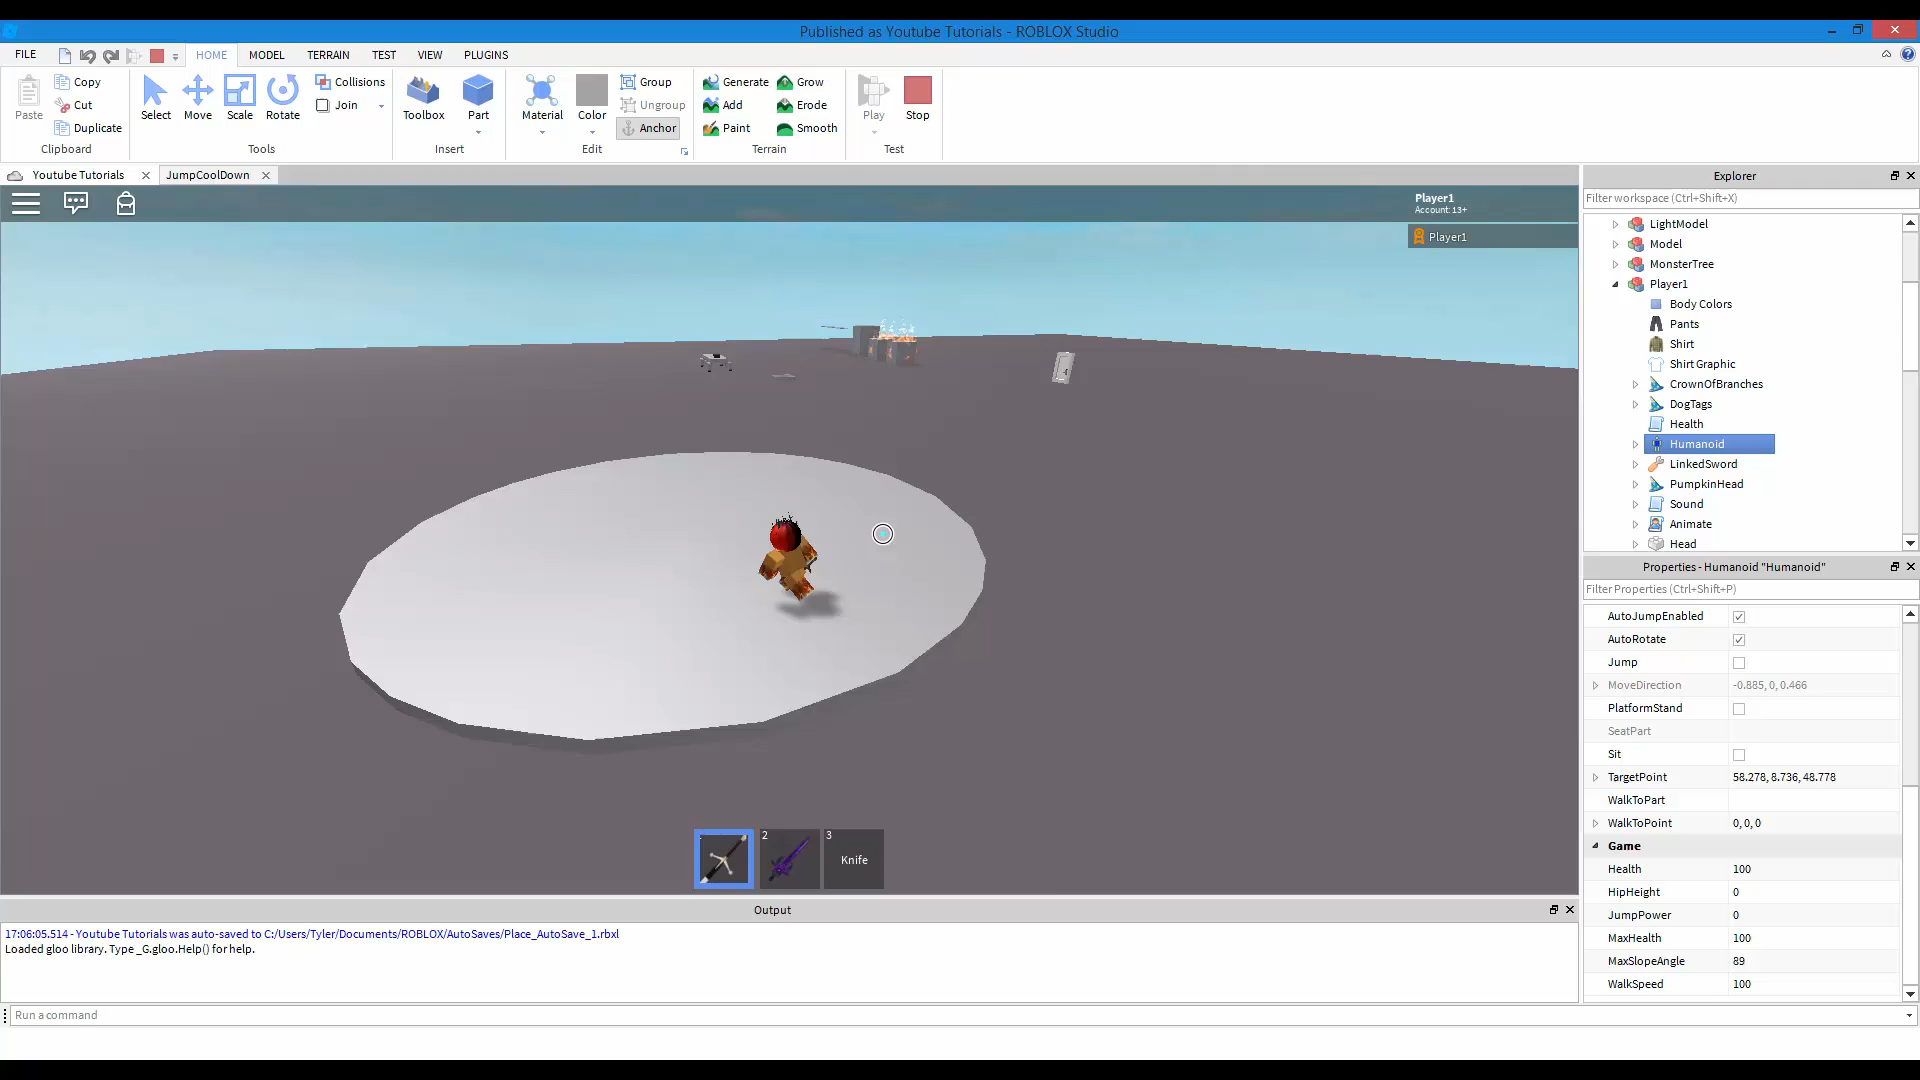 Published as Youtube Tutorials - ROBLOX Studio
FILE HOME MODEL TERRAIN TEST VIEW PLUGINS
Paste
Copy
Cut
Duplicate
Clipboard
Select
Move
Scale
Rotate
Collisions
Join
Tools
Toolbox
Part
Insert
Material
Color
Group
Ungroup
Anchor
Edit
Generate
Add
Paint
Grow
Erode
Smooth
Terrain
Play
Stop
Test
Youtube Tutorials
JumpCoolDown
Player1
Account: 13+
Player1
2
3
Knife
Output
17:06:05.514 - Youtube Tutorials was auto-saved to C:/Users/Tyler/Documents/ROBLOX/AutoSaves/Place_AutoSave_1.rbxl
Loaded gloo library. Type _G.gloo.Help() for help.
Run a command
Explorer
Filter workspace (Ctrl+Shift+X)
LightModel
Model
MonsterTree
Player1
Body Colors
Pants
Shirt
Shirt Graphic
CrownOfBranches
DogTags
Health
Humanoid
LinkedSword
PumpkinHead
Sound
Animate
Head
Properties - Humanoid "Humanoid"
Filter Properties (Ctrl+Shift+P)
AutoJumpEnabled
AutoRotate
Jump
MoveDirection -0.885, 0, 0.466
PlatformStand
SeatPart
Sit
TargetPoint 58.278, 8.736, 48.778
WalkToPart
WalkToPoint 0, 0, 0
Game
Health 100
HipHeight 0
JumpPower 0
MaxHealth 100
MaxSlopeAngle 89
WalkSpeed 100